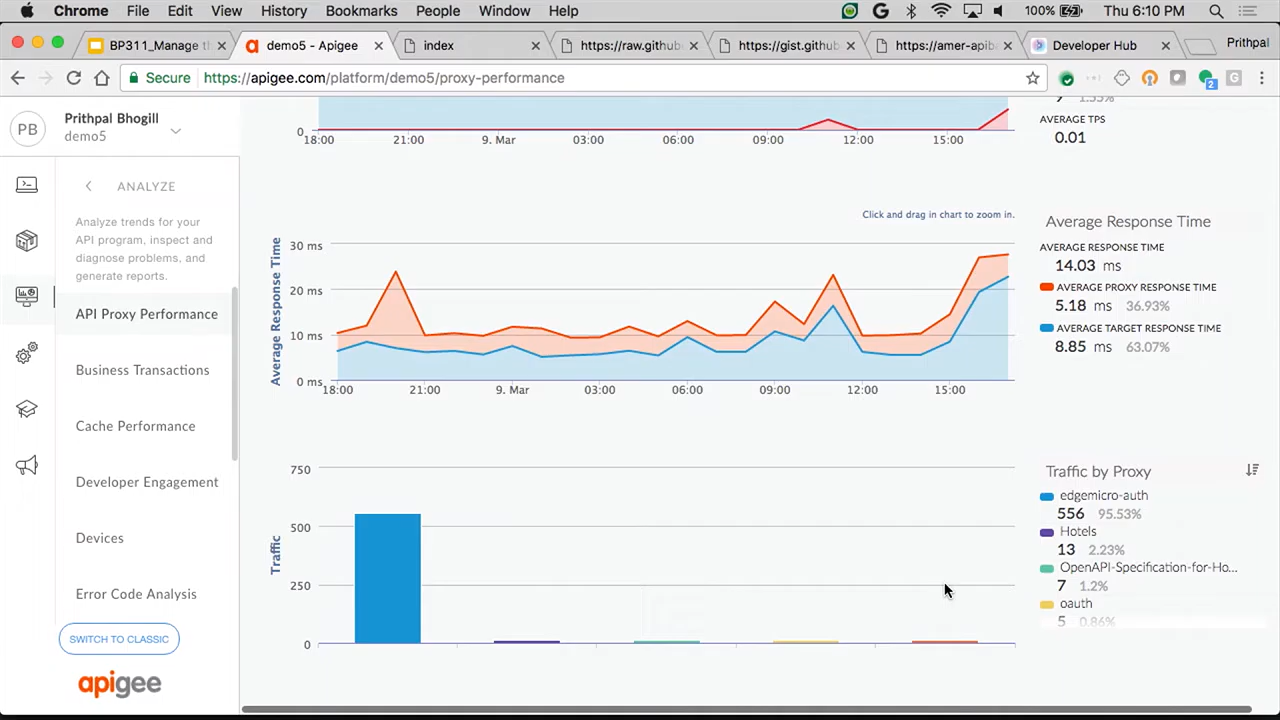 Chrome File Edit View History Bookmarks People Window Help 100% Thu 6:10 PM
BP311_Manage th
demo5 - Apigee
index
https://raw.github
https://gist.github
https://amer-apib
Developer Hub
Prithpal
Secure https://apigee.com/platform/demo5/proxy-performance
2
PB
Prithpal Bhogill
demo5
ANALYZE
Analyze trends for your
API program, inspect and
diagnose problems, and
generate reports.
API Proxy Performance
Business Transactions
Cache Performance
Developer Engagement
Devices
Error Code Analysis
SWITCH TO CLASSIC
apigee
0
18:00 21:00 9. Mar 03:00 06:00 09:00 12:00 15:00
1.55%
AVERAGE TPS
0.01
Click and drag in chart to zoom in.
Average Response Time
30 ms
20 ms
10 ms
0 ms
18:00 21:00 9. Mar 03:00 06:00 09:00 12:00 15:00
Average Response Time
AVERAGE RESPONSE TIME
14.03 ms
AVERAGE PROXY RESPONSE TIME
5.18 ms 36.93%
AVERAGE TARGET RESPONSE TIME
8.85 ms 63.07%
Traffic
750
500
250
0
Traffic by Proxy
edgemicro-auth
556 95.53%
Hotels
13 2.23%
OpenAPI-Specification-for-Ho...
7 1.2%
oauth
5 0.86%